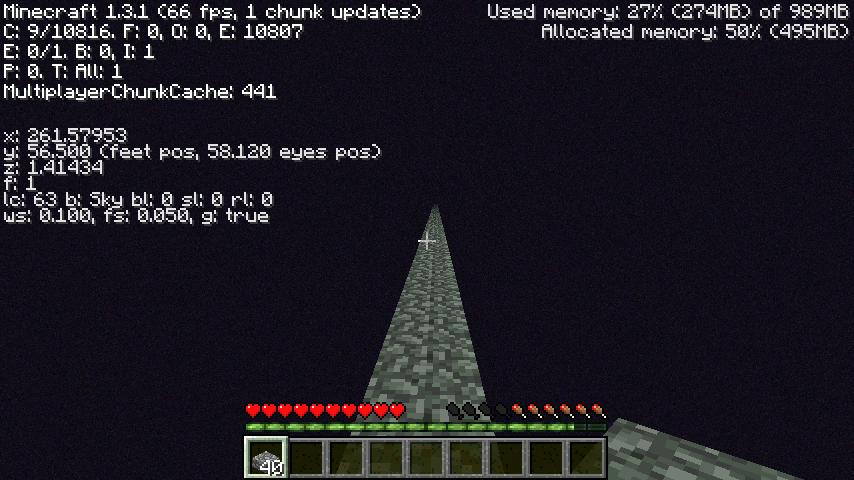 Minecraft 1.3.1 (66 fps, 1 chunk updates)
C: 9/10816. F: 0, O: 0, E: 10807
E: 0/1. B: 0, I: 1
P: 0. T: All: 1
MultiplayerChunkCache: 441
Used memory: 27% (274MB) of 989MB
Allocated memory: 50% (495MB)
x: 261.57953
y: 56.500 (feet pos, 58.120 eyes pos)
z: 1.41434
f: 1
lc: 63 b: Sky bl: 0 sl: 0 rl: 0
ws: 0.100, fs: 0.050, g: true
40